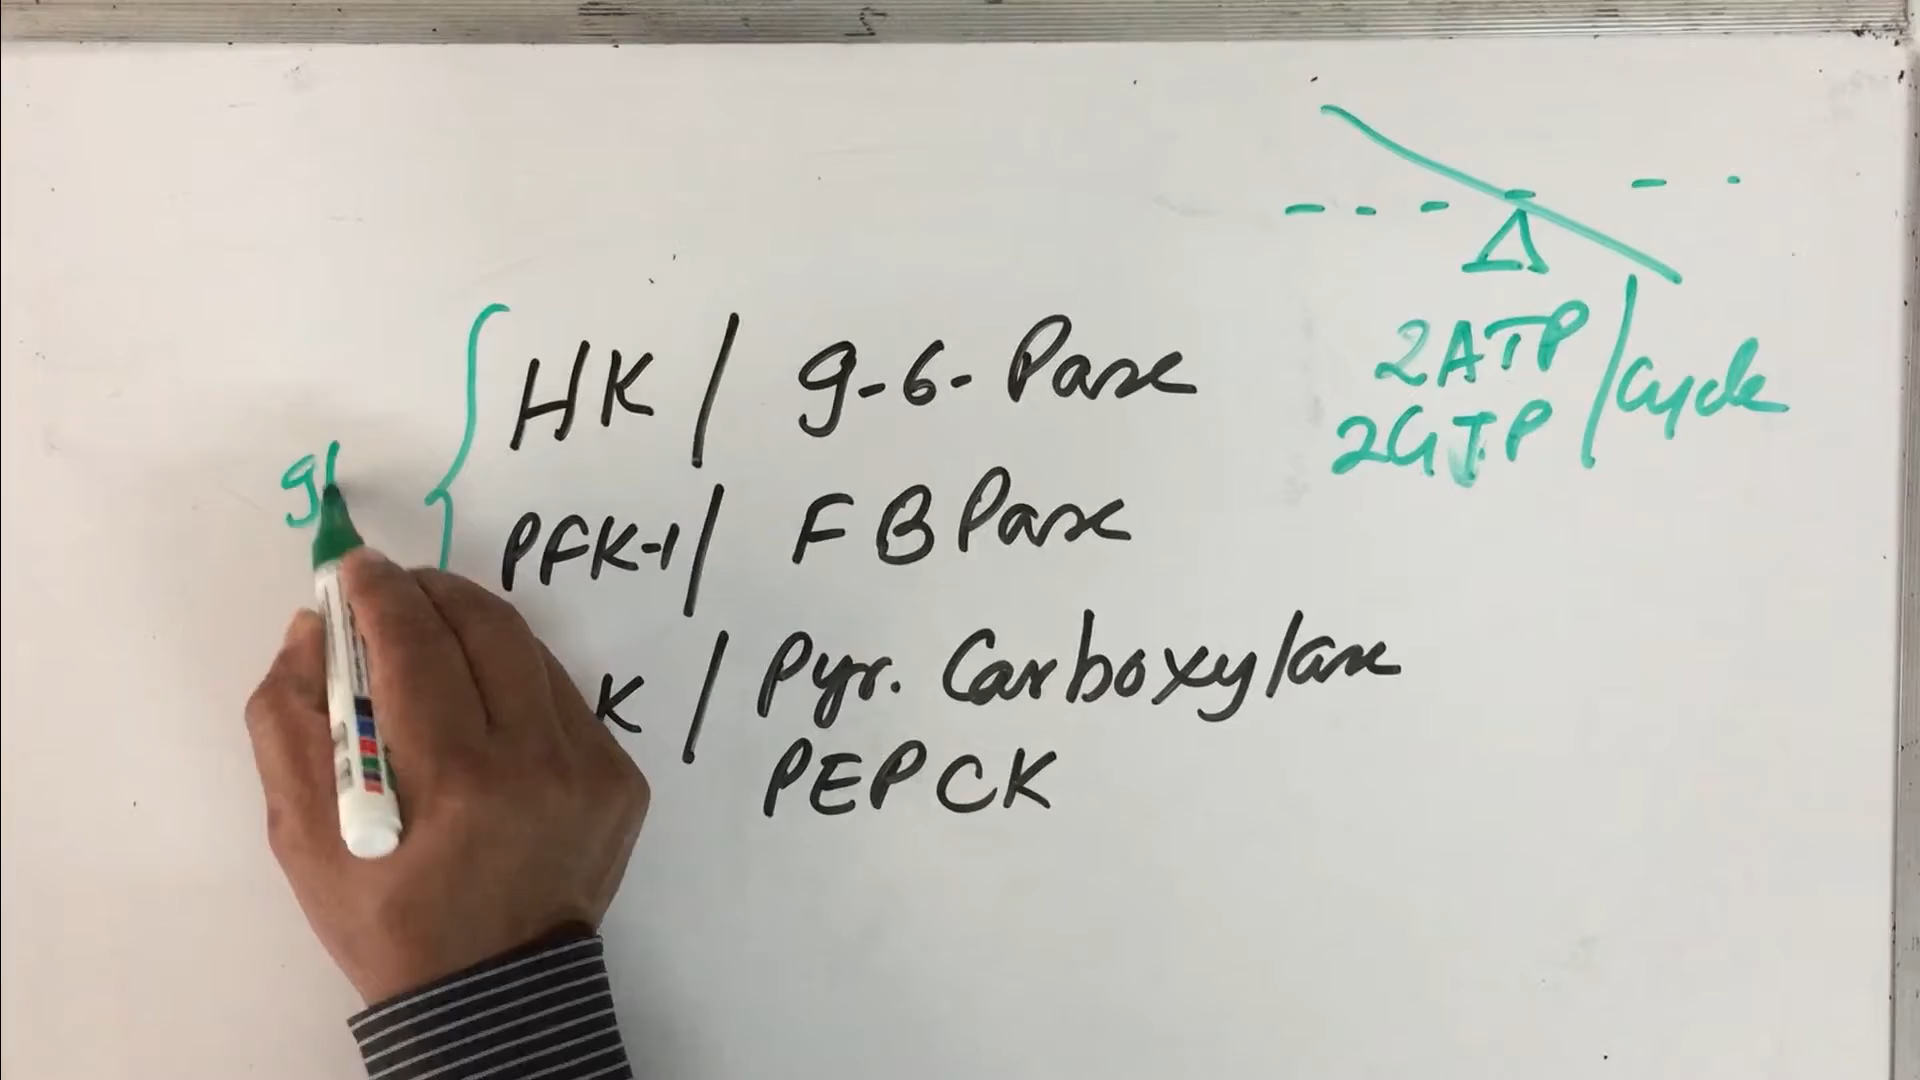 HK / g-6-Pase
PFK-1 / FBPase
K / Pyr. Carboxylase
PEPCK
gl
2ATP
2GTP / cycle